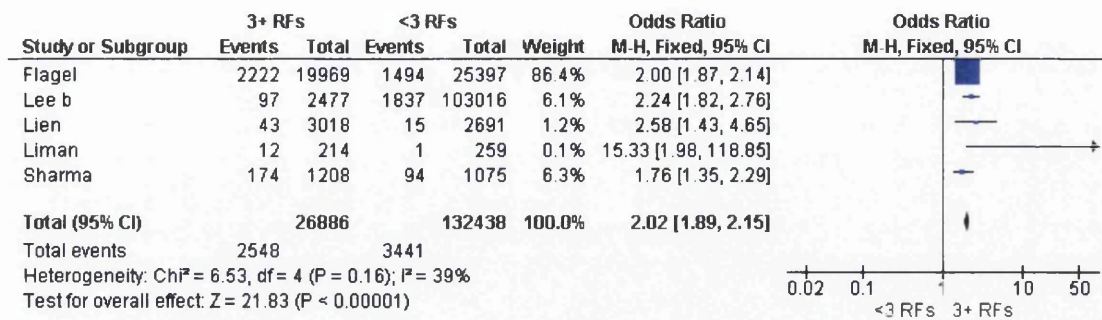 3+ RFs <3 RFs Odds Ratio Odds Ratio
Study or Subgroup Events Total Events Total Weight M-H, Fixed, 95% CI M-H, Fixed, 95% CI
Flagel 2222 19969 1494 25397 86.4% 2.00 [1.87, 2.14]
Lee b 97 2477 1837 103016 6.1% 2.24 [1.82, 2.76]
Lien 43 3018 15 2691 1.2% 2.58 [1.43, 4.65]
Liman 12 214 1 259 0.1% 15.33 [1.98, 118.85]
Sharma 174 1208 94 1075 6.3% 1.76 [1.35, 2.29]
Total (95% CI) 26886 132438 100.0% 2.02 [1.89, 2.15]
Total events 2548 3441
Heterogeneity: Chi² = 6.53, df = 4 (P = 0.16); I² = 39%
Test for overall effect: Z = 21.83 (P < 0.00001)
0.02 0.1 1 10 50
<3 RFs 3+ RFs